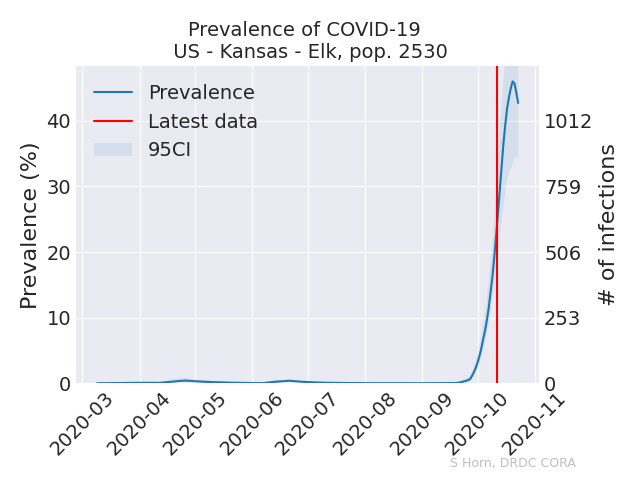 Prevalence of COVID-19
US - Kansas - Elk, pop. 2530
Prevalence
Latest data
95CI
Prevalence (%)
40
30
20
10
0
1012
759
506
253
0
# of infections
2020-03
2020-04
2020-05
2020-06
2020-07
2020-08
2020-09
2020-10
2020-11
S Horn, DRDC CORA